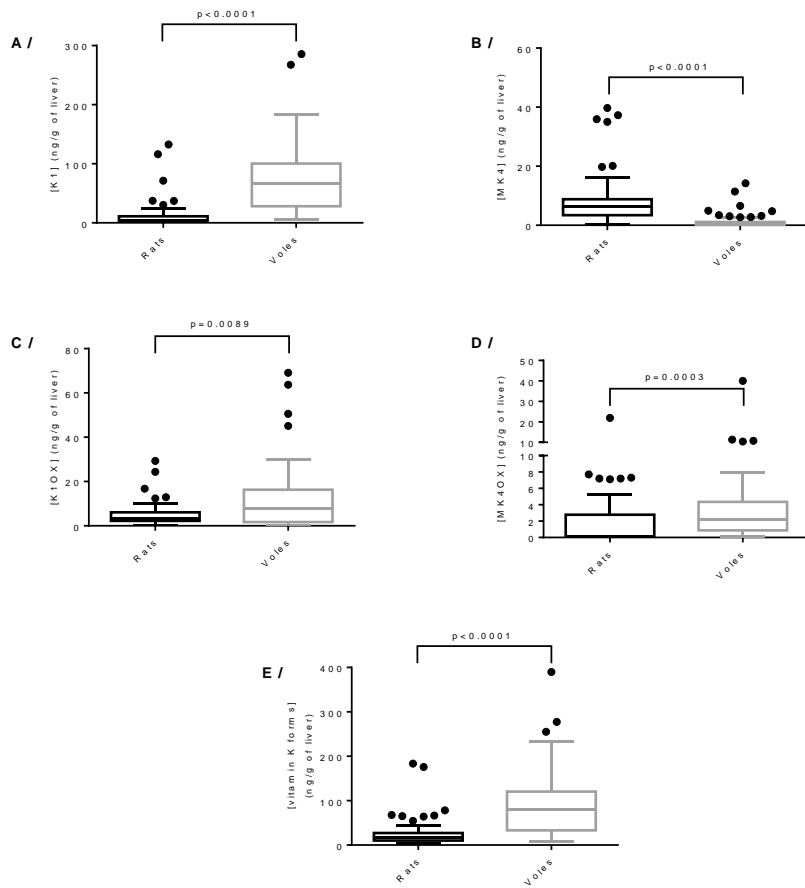 A /
p<0.0001
[K1] (ng/g of liver)
300
200
100
0
Rats
Voles
B /
p<0.0001
[MK4] (ng/g of liver)
60
40
20
0
Rats
Voles
C /
p=0.0089
[K1OX] (ng/g of liver)
80
60
40
20
0
Rats
Voles
D /
p=0.0003
[MK4OX] (ng/g of liver)
50
40
30
20
10
10
8
6
4
2
0
Rats
Voles
E /
p<0.0001
[vitamin K forms]
(ng/g of liver)
400
300
200
100
0
Rats
Voles